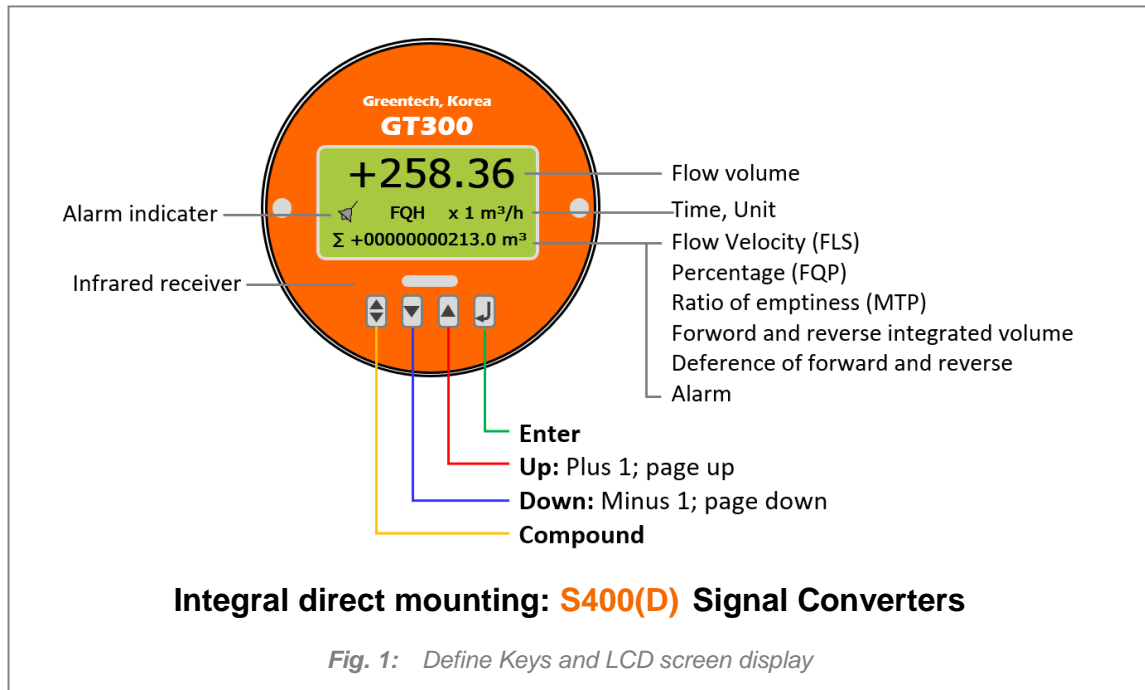 Greentech, Korea
GT300
+258.36
FQH x 1 m³/h
Σ +00000000213.0 m³
Alarm indicater
Infrared receiver
Flow volume
Time, Unit
Flow Velocity (FLS)
Percentage (FQP)
Ratio of emptiness (MTP)
Forword and reverse integrated volume
Deference of forward and reverse
Alarm
Enter
Up: Plus 1; page up
Down: Minus 1; page down
Compound
Integral direct mounting: S400(D) Signal Converters
Fig. 1: Define Keys and LCD screen display